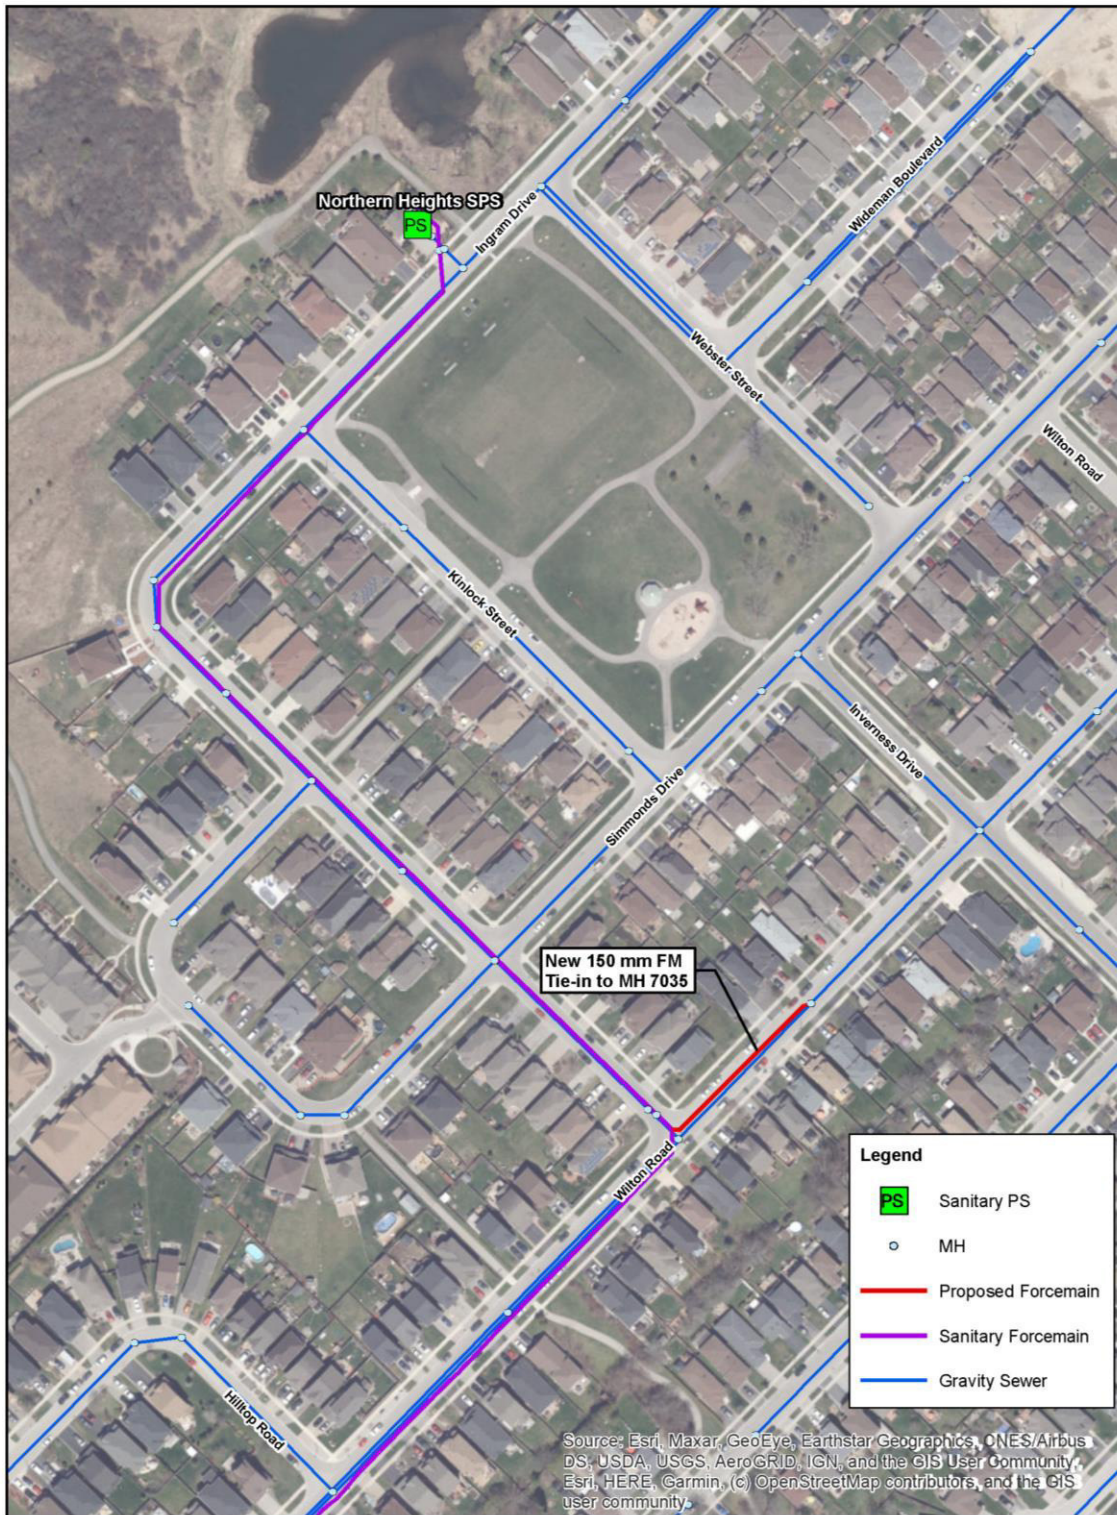 Northern Heights SPS
PS
Ingram Drive
Wideman Boulevard
Webster Street
Wilton Road
Kinlock Street
Inverness Drive
Simmonds Drive
New 150 mm FM
Tie-in to MH 7035
Wilton Road
Hilltop Road
Legend
PS Sanitary PS
MH
Proposed Forcemain
Sanitary Forcemain
Gravity Sewer
Source: Esri, Maxar, GeoEye, Earthstar Geographics, CNES/Airbus
DS, USDA, USGS, AeroGRID, IGN, and the GIS User Community,
Esri, HERE, Garmin, (c) OpenStreetMap contributors, and the GIS
user community